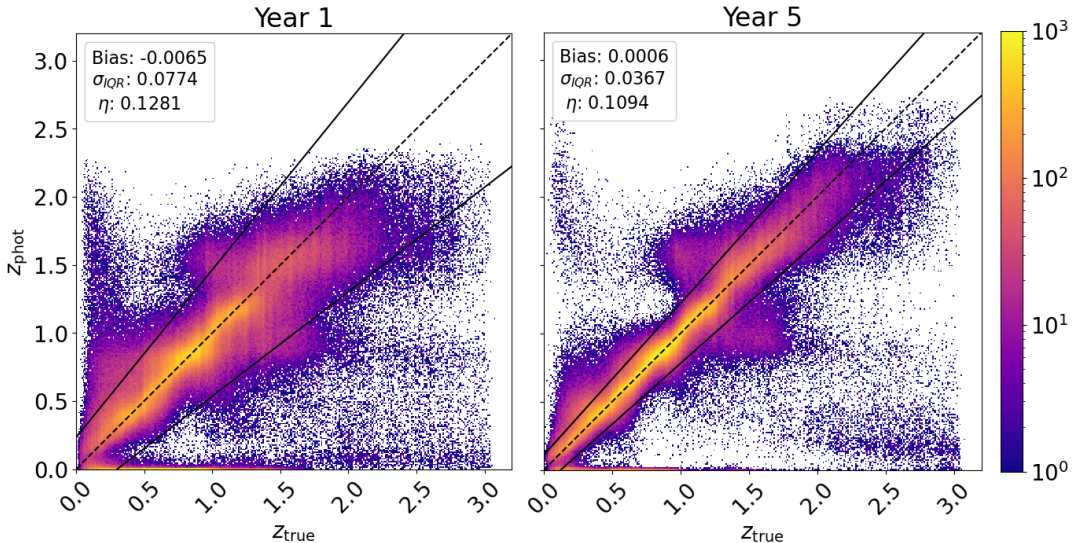 Year 1
Year 5
Bias: -0.0065
σIQR: 0.0774
η: 0.1281
Bias: 0.0006
σIQR: 0.0367
η: 0.1094
3.0
2.5
2.0
1.5
1.0
0.5
0.0
zphot
0.0 0.5 1.0 1.5 2.0 2.5 3.0
ztrue
0.0 0.5 1.0 1.5 2.0 2.5 3.0
ztrue
10³
10²
10¹
10⁰